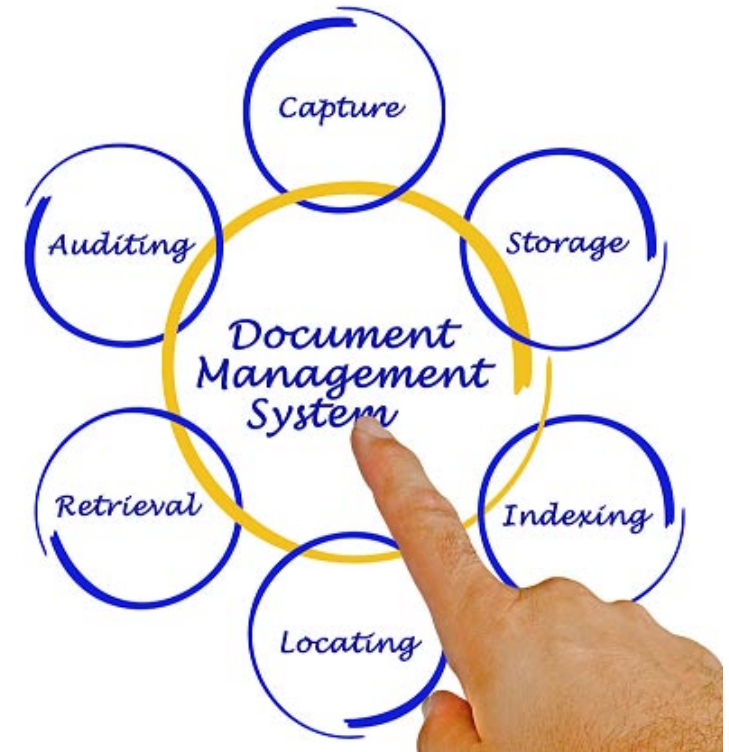 Capture
Storage
Indexing
Locating
Retrieval
Auditing
Document
Management
System